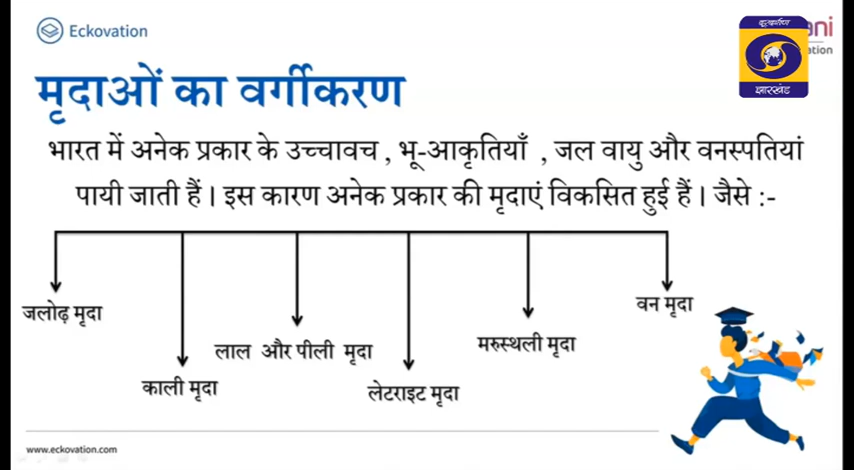 Eckovation
दूरदर्शन
झारखंड
मृदाओं का वर्गीकरण
भारत में अनेक प्रकार के उच्चावच , भू-आकृतियाँ , जल वायु और वनस्पतियां
पायी जाती हैं । इस कारण अनेक प्रकार की मृदाएं विकसित हुई हैं । जैसे :-
जलोढ़ मृदा
काली मृदा
लाल और पीली मृदा
लेटराइट मृदा
मरुस्थली मृदा
वन मृदा
www.eckovation.com